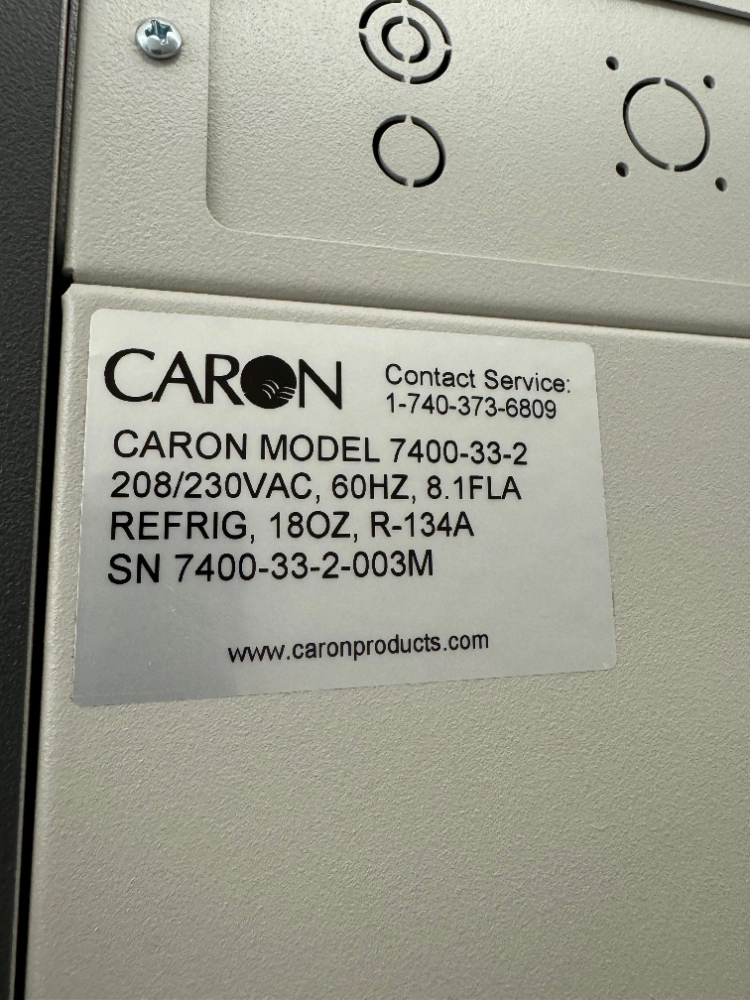 CARON
Contact Service:
1-740-373-6809
CARON MODEL 7400-33-2
208/230VAC, 60HZ, 8.1FLA
REFRIG, 18OZ, R-134A
SN 7400-33-2-003M
www.caronproducts.com